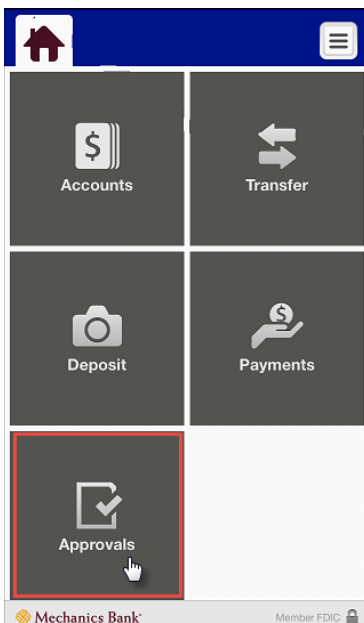 Accounts
Transfer
Deposit
Payments
Approvals
Mechanics Bank
Member FDIC